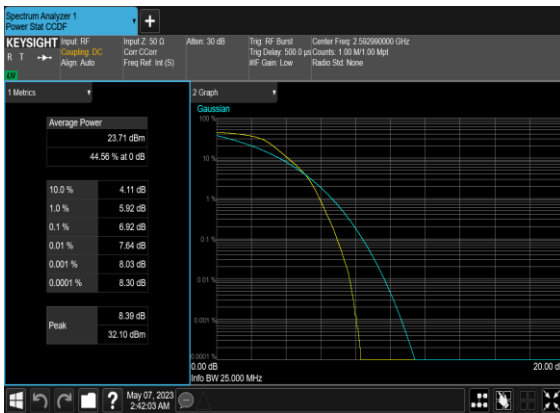 Spectrum Analyzer 1
Power Stat CCDF
KEYSIGHT
R T
LV
Input: RF
Coupling: DC
Align: Auto
Input Z: 50 Ω
Corr CCorr
Freq Ref: Int (S)
Atten: 30 dB
Trig: RF Burst
Trig Delay: 500.0 µs
#IF Gain: Low
Center Freq: 2.592990000 GHz
Counts: 1.00 M/1.00 Mpt
Radio Std: None
1 Metrics
Average Power
23.71 dBm
44.56 % at 0 dB
10.0 % 4.11 dB
1.0 % 5.92 dB
0.1 % 6.92 dB
0.01 % 7.64 dB
0.001 % 8.03 dB
0.0001 % 8.30 dB
Peak
8.39 dB
32.10 dBm
2 Graph
Gaussian
100 %
10 %
1 %
0.1 %
0.01 %
0.001 %
0.0001 %
0.00 dB
20.00 d
Info BW 25.000 MHz
May 07, 2023
2:42:03 AM